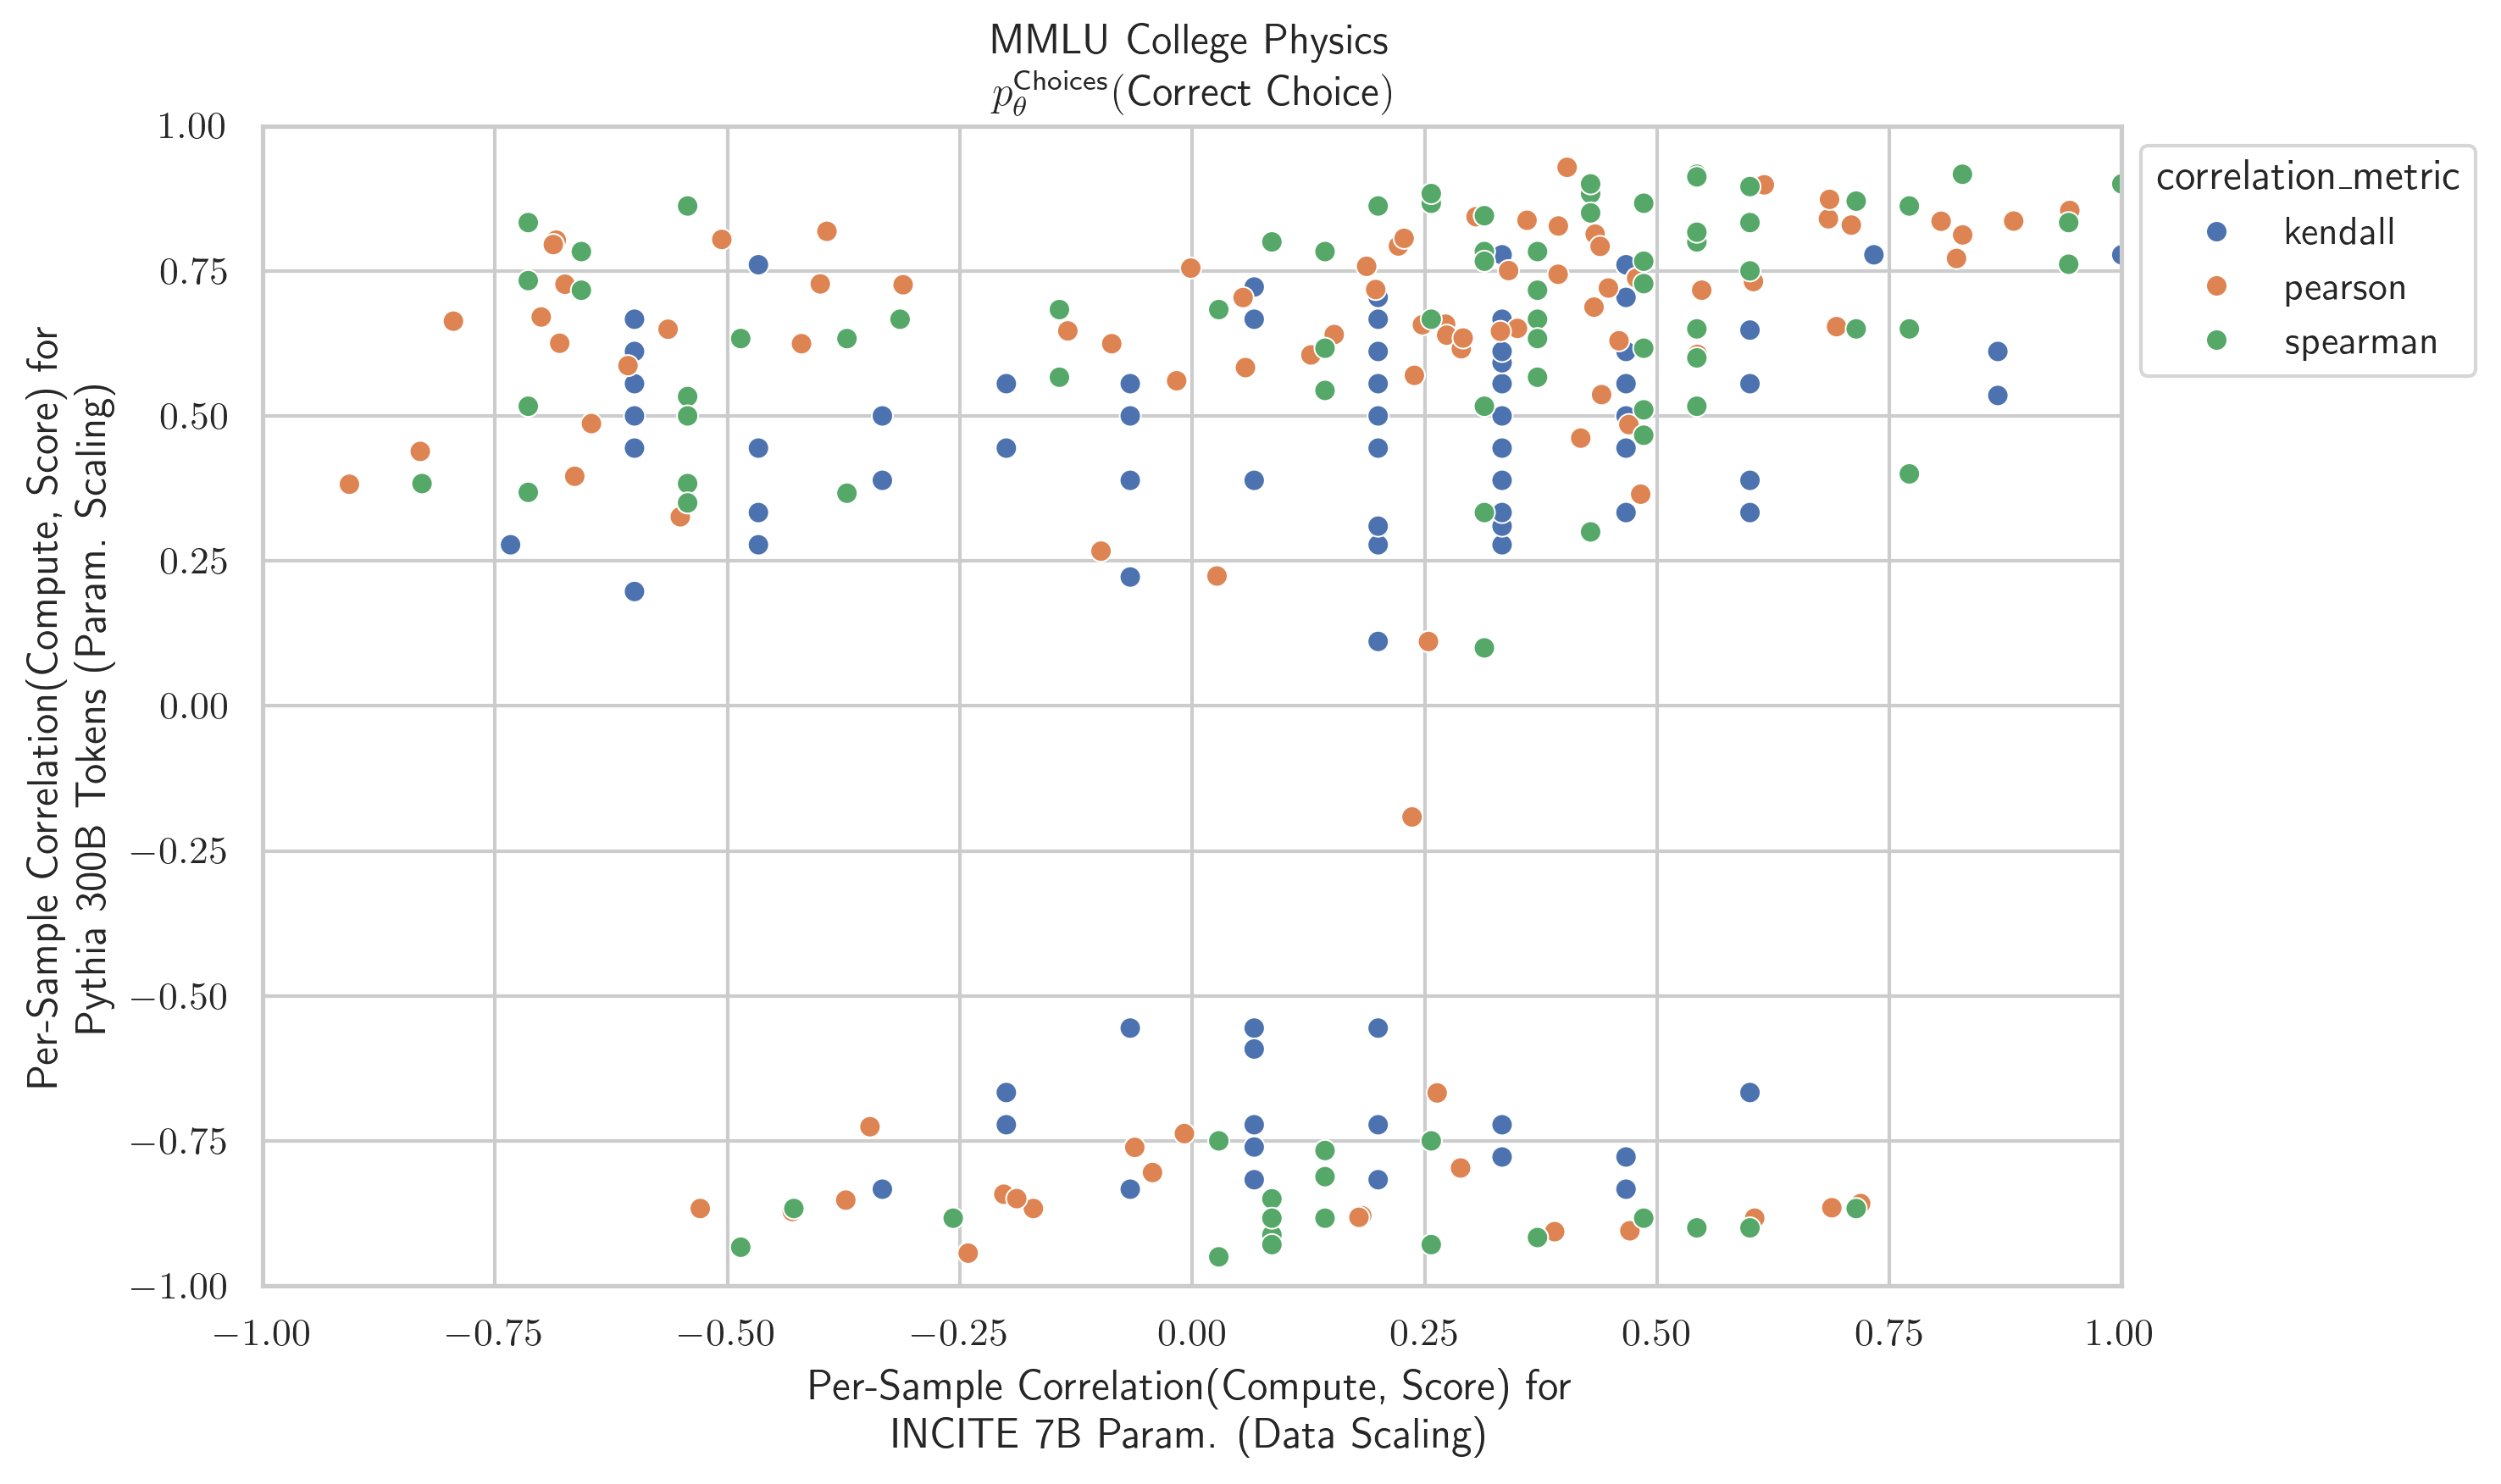 MMLU College Physics
p_θ^Choices(Correct Choice)
1.00
0.75
0.50
0.25
0.00
−0.25
−0.50
−0.75
−1.00
Per-Sample Correlation(Compute, Score) for
Pythia 300B Tokens (Param. Scaling)
correlation_metric
kendall
pearson
spearman
−1.00 −0.75 −0.50 −0.25 0.00 0.25 0.50 0.75 1.00
Per-Sample Correlation(Compute, Score) for
INCITE 7B Param. (Data Scaling)